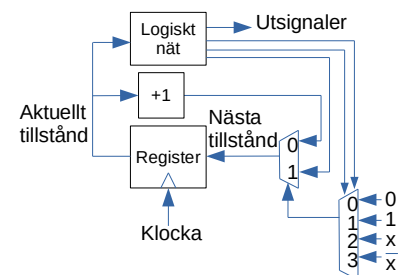 Logiskt
nät
Utsignaler
+1
Aktuellt
tillstånd
Nästa
tillstånd
Register
0
1
Klocka
0
1
2
3
0
1
x
x̅